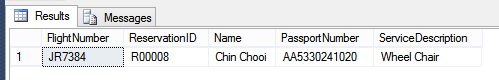 Results Messages
FlightNumber ReservationID Name PassportNumber ServiceDescription
1 JR7384 R00008 Chin Chooi AA5330241020 Wheel Chair